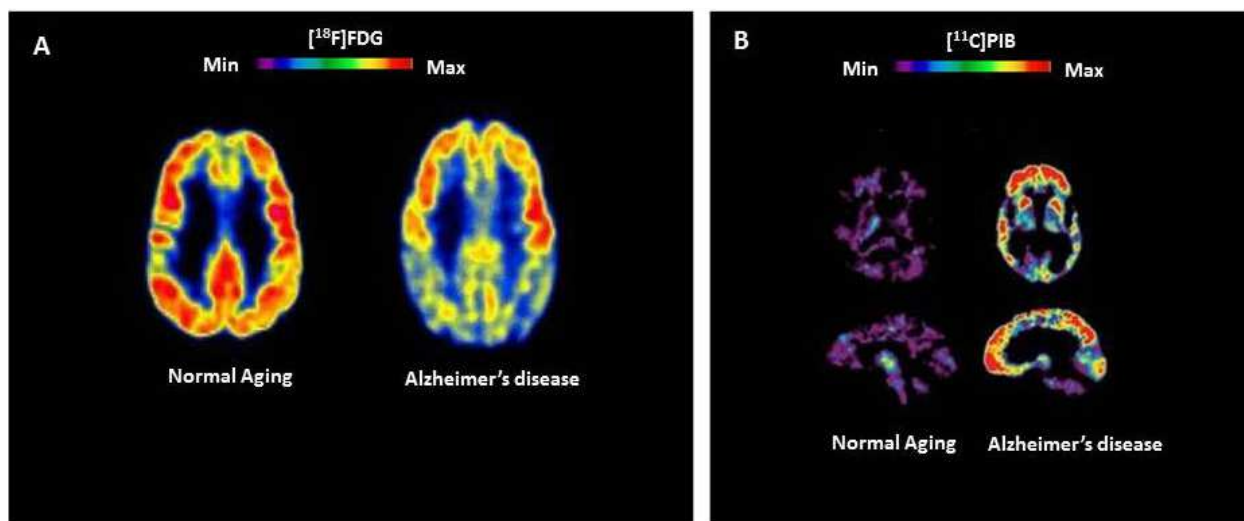 A
[¹⁸F]FDG
Min Max
Normal Aging Alzheimer's disease
B
[¹¹C]PIB
Min Max
Normal Aging Alzheimer's disease